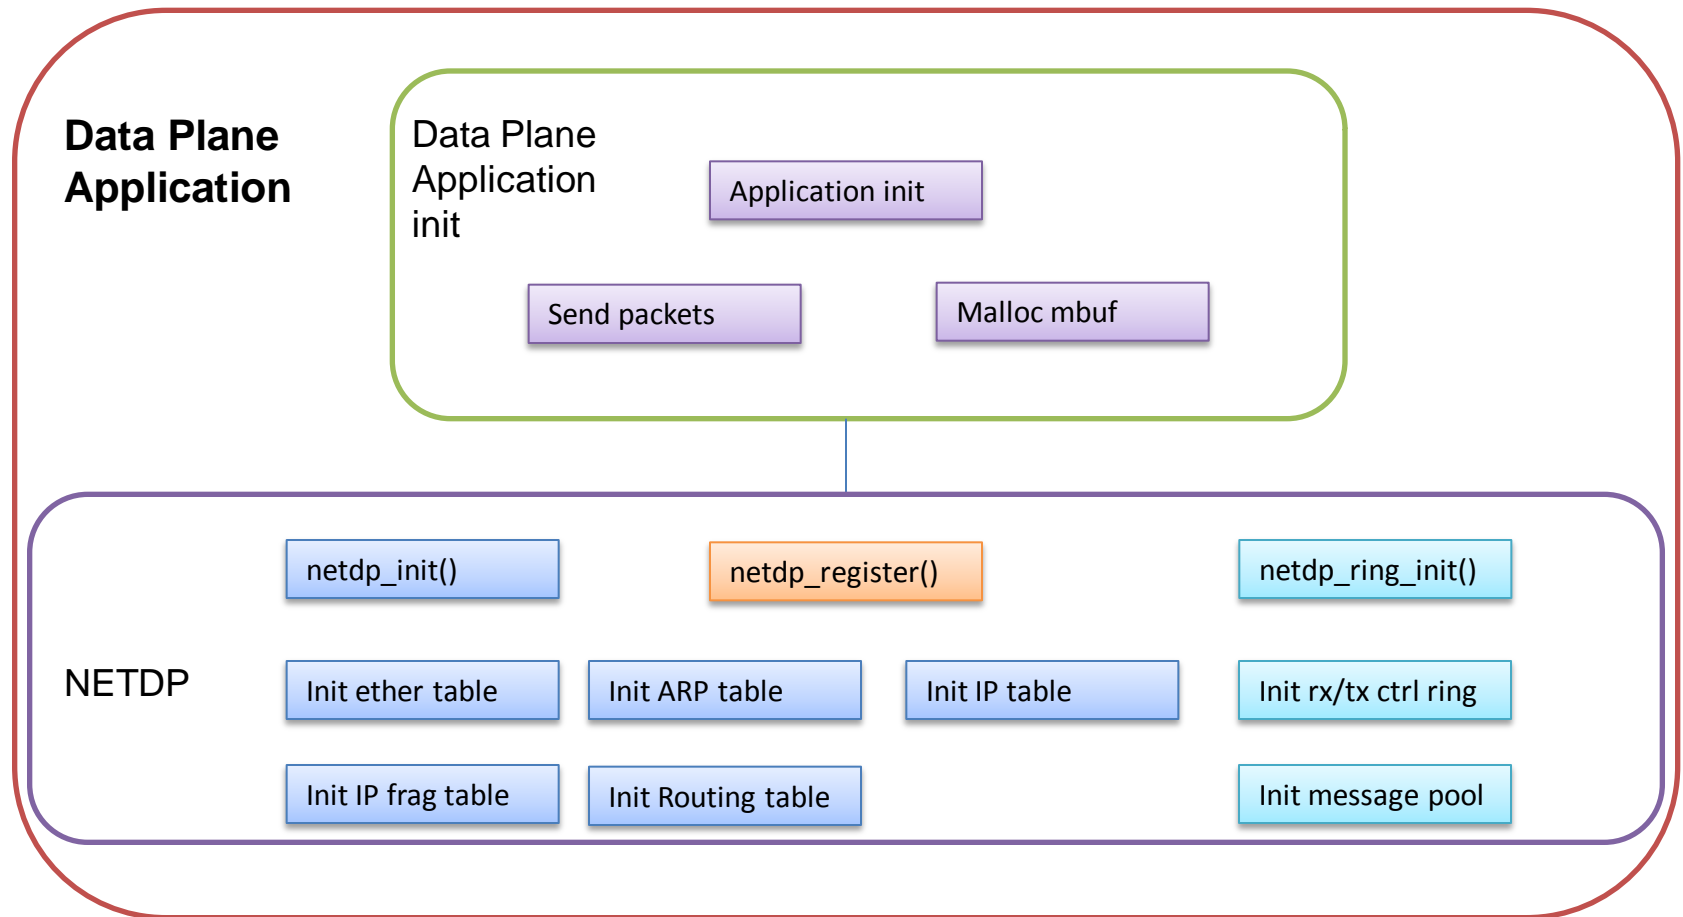 Data Plane
Application
Data Plane
Application
init
Application init
Send packets
Malloc mbuf
netdp_init()
netdp_register()
netdp_ring_init()
NETDP
Init ether table
Init ARP table
Init IP table
Init rx/tx ctrl ring
Init IP frag table
Init Routing table
Init message pool